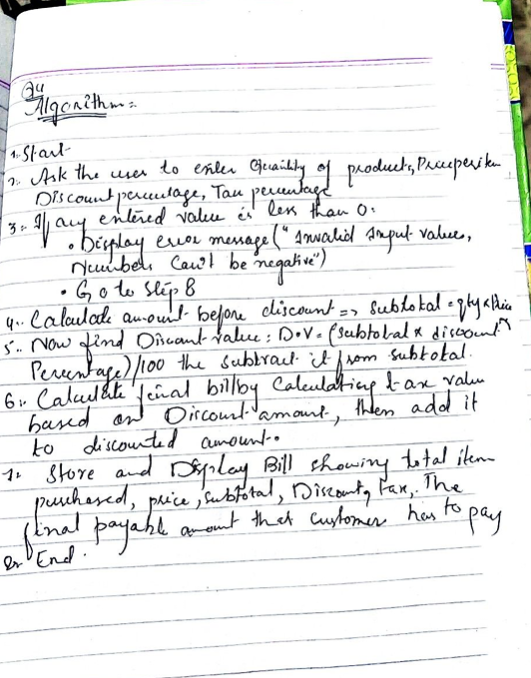 Q4
Algorithm:-
1. Start
2. Ask the user to enter Quantity of products, Price per item
Discount percentage, Tax percentage
3:- If any entered value is less than 0:
• Display error message ("Invalid Input value,
Numbers Can't be negative")
• Go to step 8
4:- Calculate amount before discount => Subtotal = qty x Price
5:- Now find Discount value: D.V = (subtotal x discount
Percentage)/100 the subtract it from subtotal.
6:- Calculate final bill by Calculating tax value
based on Discount amount, then add it
to discounted amount.
7:- Store and Display Bill showing total item
purchased, price, Subtotal, Discount, Tax, The
final payable amount that customer has to pay
8:- End.